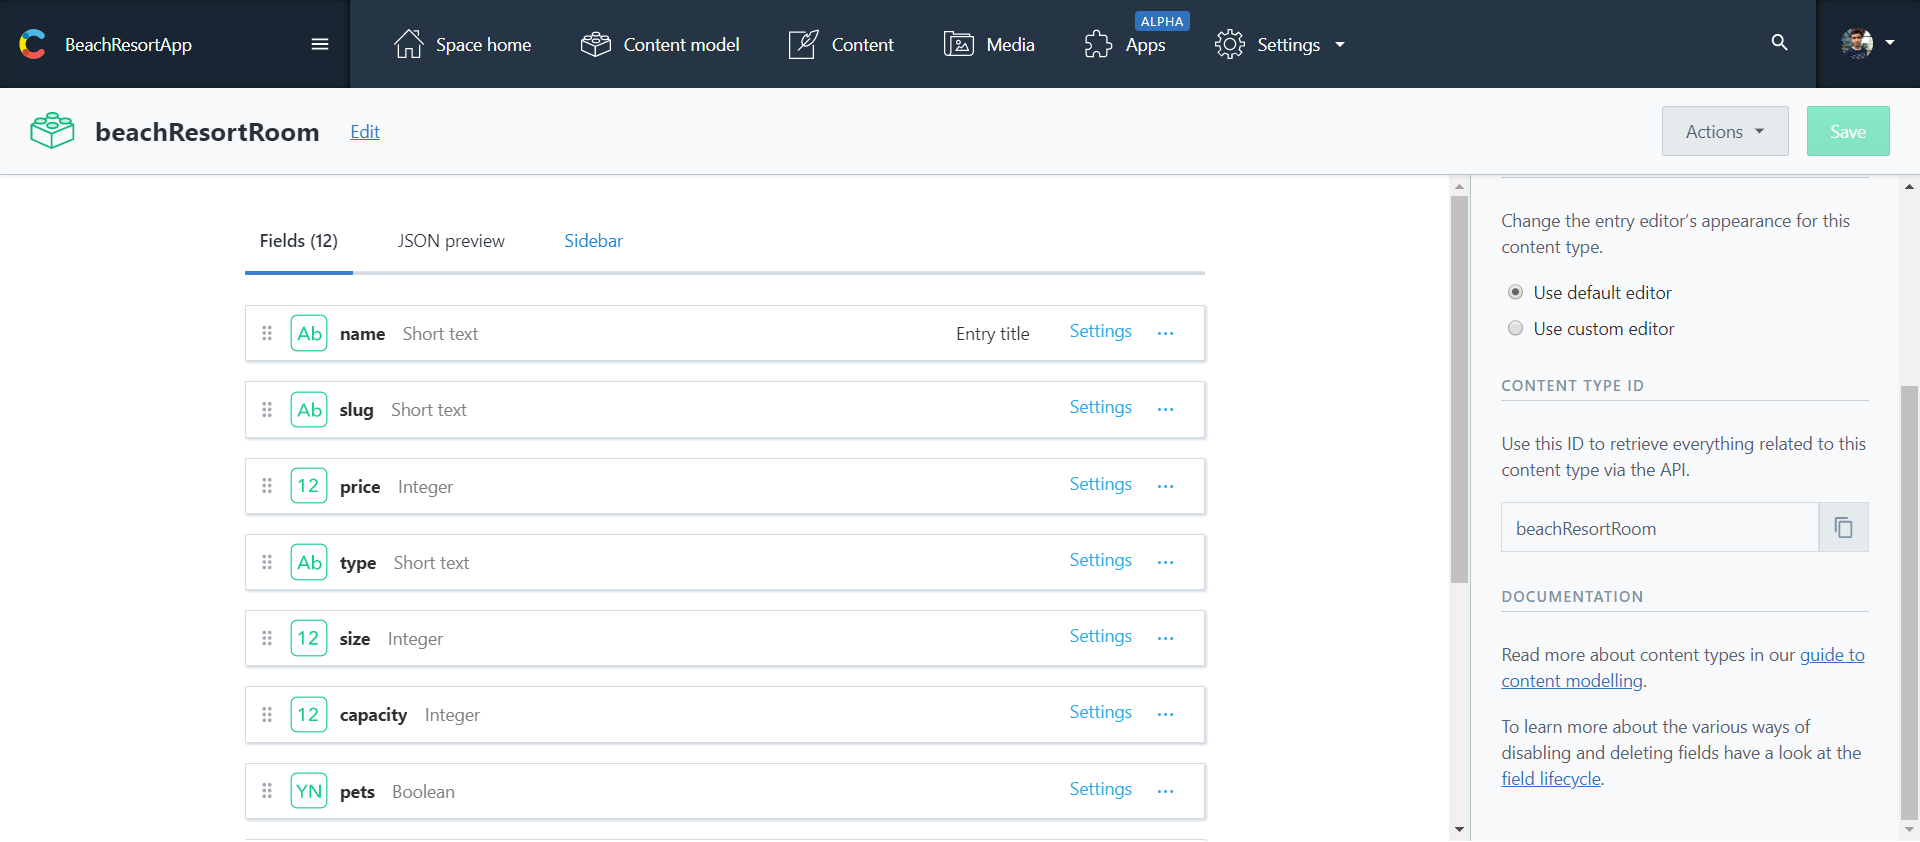 BeachResortApp
Space home
Content model
Content
Media
ALPHA
Apps
Settings
beachResortRoom Edit
Actions
Save
Fields (12)
JSON preview
Sidebar
Ab name Short text Entry title Settings ...
Ab slug Short text Settings ...
12 price Integer Settings ...
Ab type Short text Settings ...
12 size Integer Settings ...
12 capacity Integer Settings ...
YN pets Boolean Settings ...
Change the entry editor’s appearance for this
content type.
Use default editor
Use custom editor
CONTENT TYPE ID
Use this ID to retrieve everything related to this
content type via the API.
beachResortRoom
DOCUMENTATION
Read more about content types in our guide to
content modelling.
To learn more about the various ways of
disabling and deleting fields have a look at the
field lifecycle.